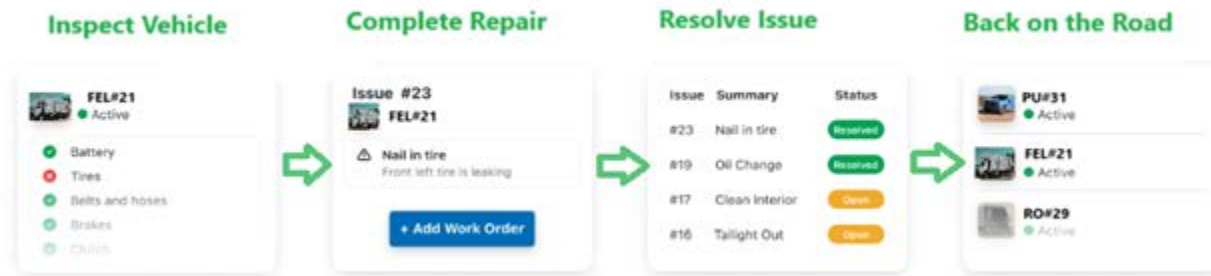 Inspect Vehicle
FEL#21
Active
Battery
Tires
Belts and hoses
Brakes
Clutch
Complete Repair
Issue #23
FEL#21
Nail in tire
Front left tire is leaking
+ Add Work Order
Resolve Issue
Issue Summary Status
#23 Nail in tire Resolved
#19 Oil Change Resolved
#17 Clean Interior Open
#16 Tailight Out Open
Back on the Road
PU#31
Active
FEL#21
Active
RO#29
Active